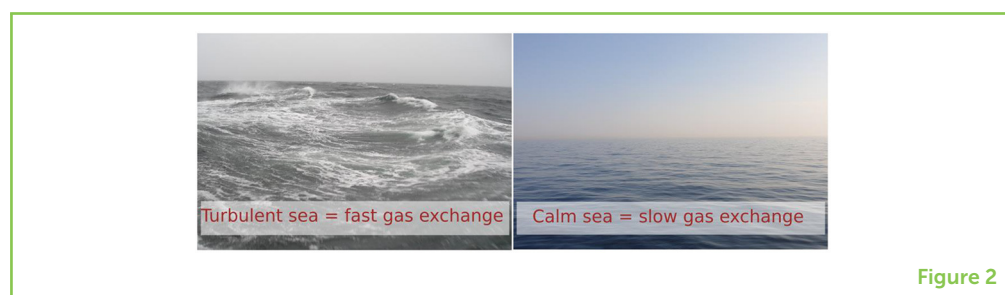 Turbulent sea = fast gas exchange
Calm sea = slow gas exchange
Figure 2